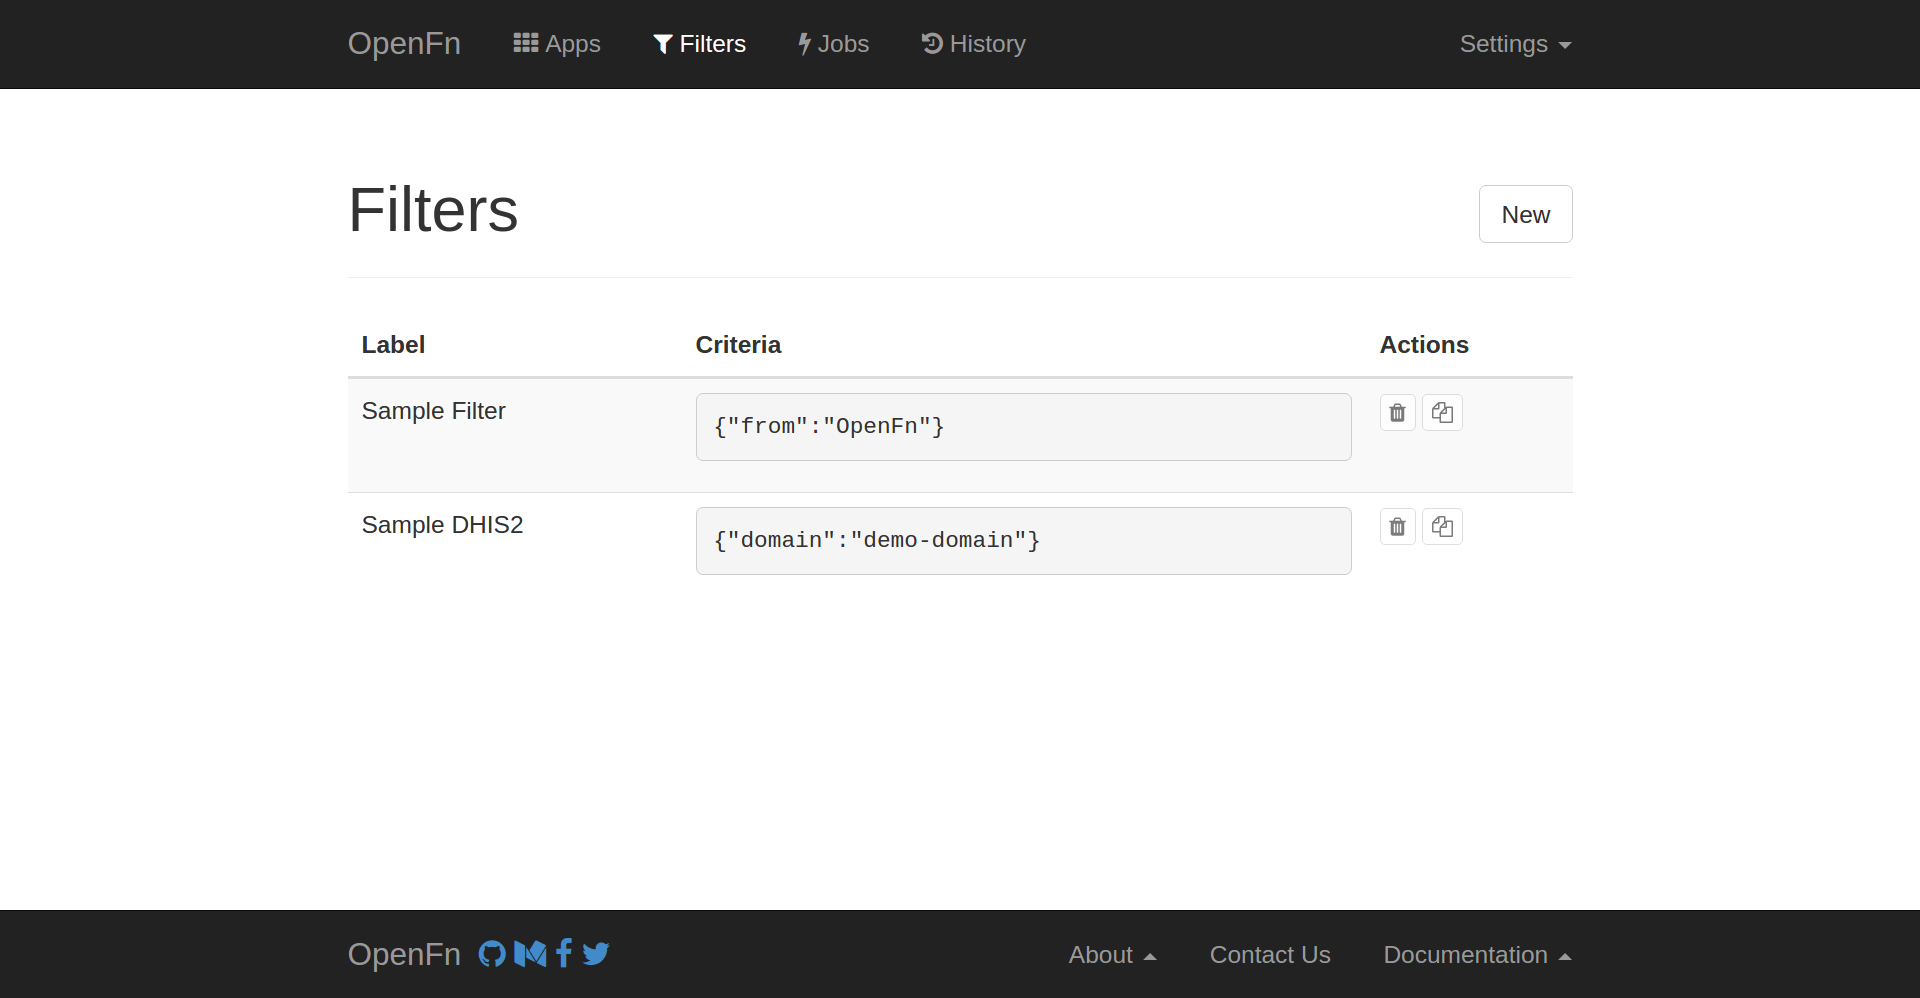 OpenFn Apps Filters Jobs History Settings
Filters
New
Label Criteria Actions
Sample Filter {"from":"OpenFn"}
Sample DHIS2 {"domain":"demo-domain"}
OpenFn About Contact Us Documentation